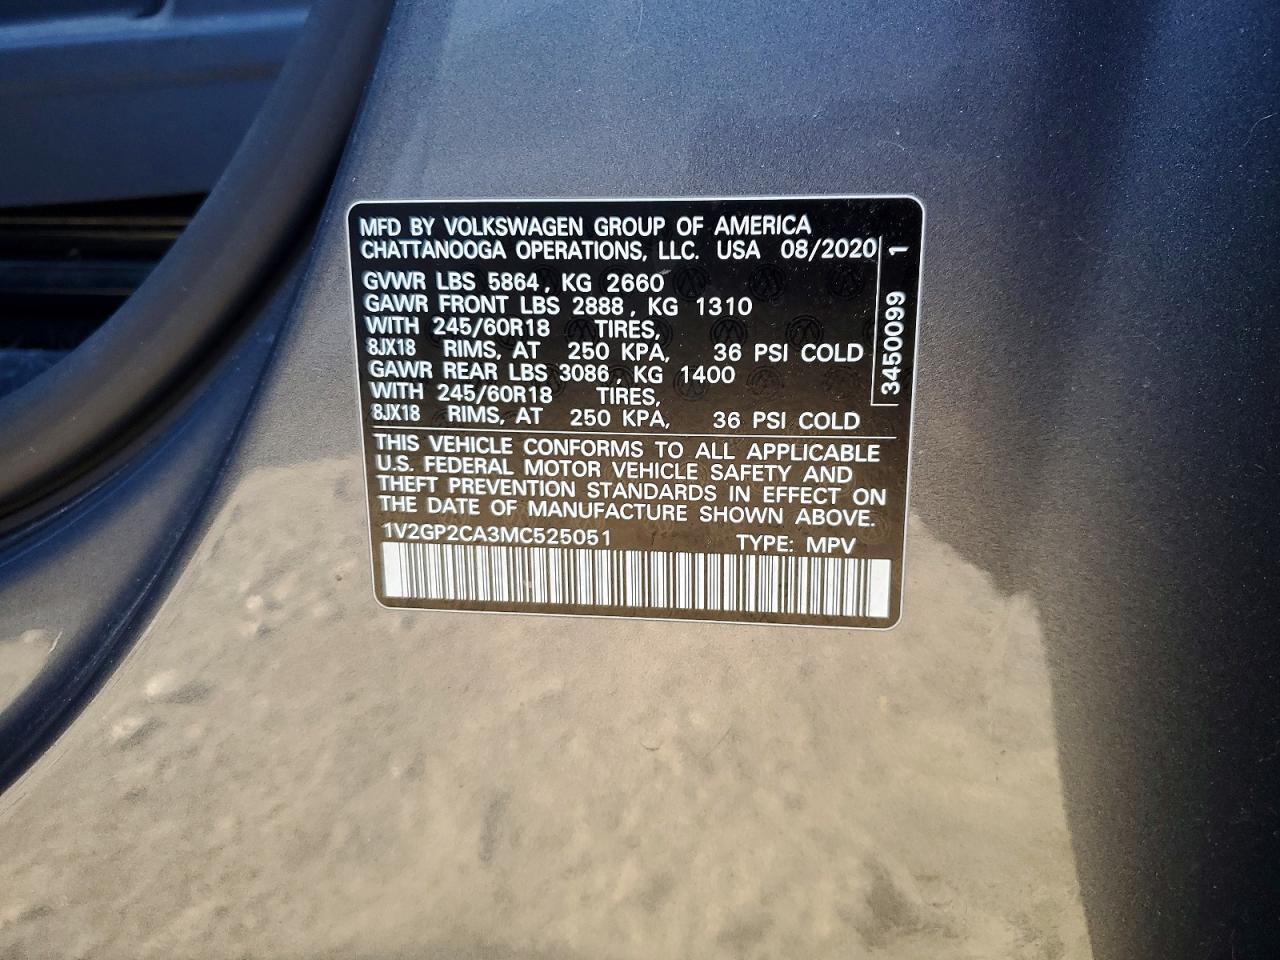 MFD BY VOLKSWAGEN GROUP OF AMERICA
CHATTANOOGA OPERATIONS, LLC. USA 08/2020
GVWR LBS 5864, KG 2660
GAWR FRONT LBS 2888, KG 1310
WITH 245/60R18 TIRES,
8JX18 RIMS, AT 250 KPA, 36 PSI COLD
GAWR REAR LBS 3086, KG 1400
WITH 245/60R18 TIRES,
8JX18 RIMS, AT 250 KPA, 36 PSI COLD
3450099 1
THIS VEHICLE CONFORMS TO ALL APPLICABLE
U.S. FEDERAL MOTOR VEHICLE SAFETY AND
THEFT PREVENTION STANDARDS IN EFFECT ON
THE DATE OF MANUFACTURE SHOWN ABOVE.
1V2GP2CA3MC525051 TYPE: MPV